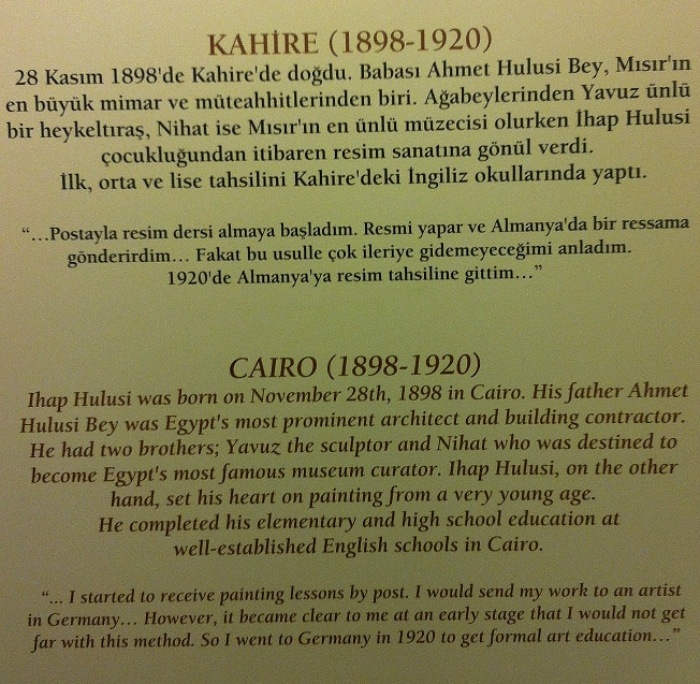 KAHİRE (1898-1920)
28 Kasım 1898'de Kahire'de doğdu. Babası Ahmet Hulusi Bey, Mısır'ın
en büyük mimar ve müteahhitlerinden biri. Ağabeylerinden Yavuz ünlü
bir heykeltıraş, Nihat ise Mısır'ın en ünlü müzecisi olurken İhap Hulusi
çocukluğundan itibaren resim sanatına gönül verdi.
İlk, orta ve lise tahsilini Kahire'deki İngiliz okullarında yaptı.
“...Postayla resim dersi almaya başladım. Resmi yapar ve Almanya'da bir ressama
gönderirdim... Fakat bu usulle çok ileriye gidemeyeceğimi anladım.
1920'de Almanya'ya resim tahsiline gittim...”
CAIRO (1898-1920)
Ihap Hulusi was born on November 28th, 1898 in Cairo. His father Ahmet
Hulusi Bey was Egypt's most prominent architect and building contractor.
He had two brothers; Yavuz the sculptor and Nihat who was destined to
become Egypt's most famous museum curator. Ihap Hulusi, on the other
hand, set his heart on painting from a very young age.
He completed his elementary and high school education at
well-established English schools in Cairo.
“... I started to receive painting lessons by post. I would send my work to an artist
in Germany... However, it became clear to me at an early stage that I would not get
far with this method. So I went to Germany in 1920 to get formal art education...”